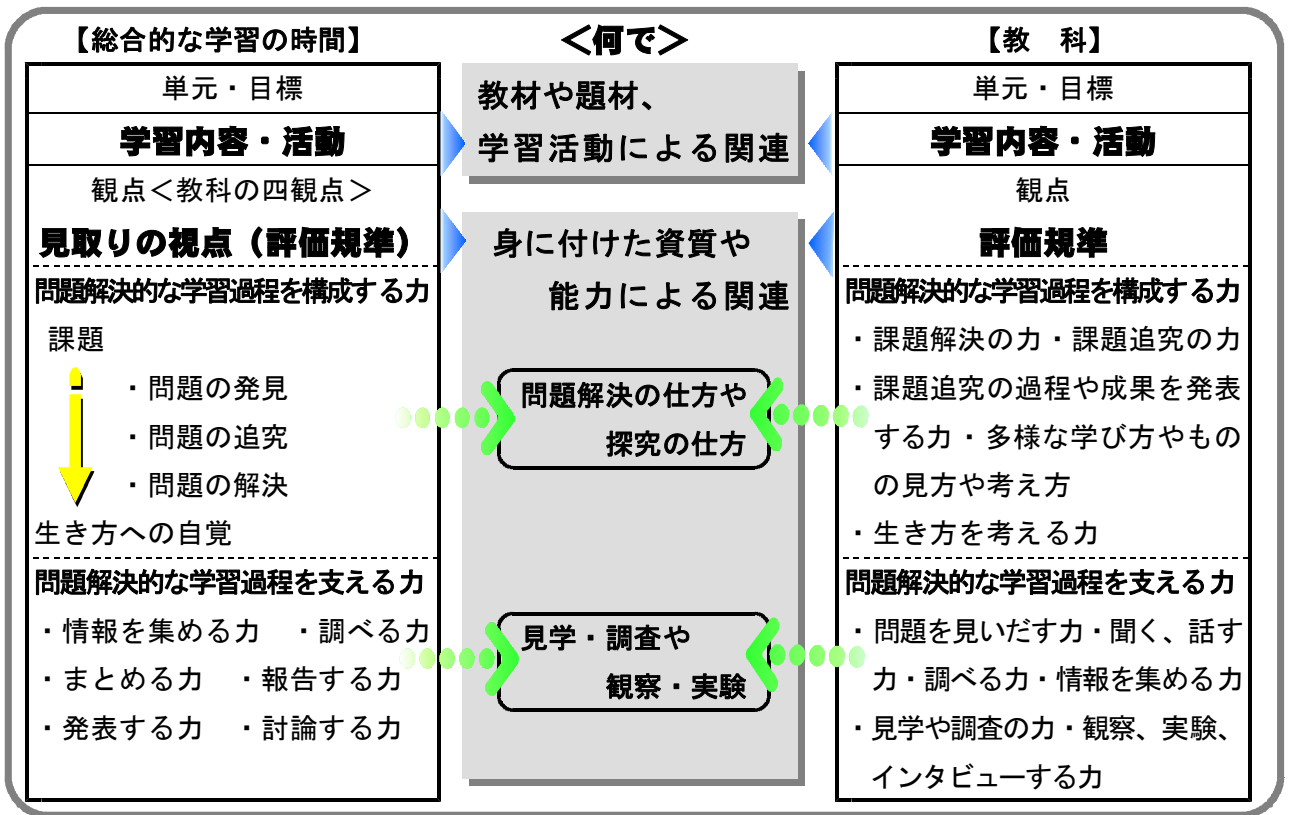 【総合的な学習の時間】
単元・目標
学習内容・活動
観点＜教科の四観点＞
見取りの視点（評価規準）
問題解決的な学習過程を構成する力
課題
・問題の発見
・問題の追究
・問題の解決
生き方への自覚
問題解決的な学習過程を支える力
・情報を集める力　・調べる力
・まとめる力　・報告する力
・発表する力　・討論する力
＜何で＞
教材や題材、
学習活動による関連
身に付けた資質や
能力による関連
問題解決の仕方や
探究の仕方
見学・調査や
観察・実験
【教　科】
単元・目標
学習内容・活動
観点
評価規準
問題解決的な学習過程を構成する力
・課題解決の力・課題追究の力
・課題追究の過程や成果を発表
する力・多様な学び方やもの
の見方や考え方
・生き方を考える力
問題解決的な学習過程を支える力
・問題を見いだす力・聞く、話す
力・調べる力・情報を集める力
・見学や調査の力・観察、実験、
インタビューする力